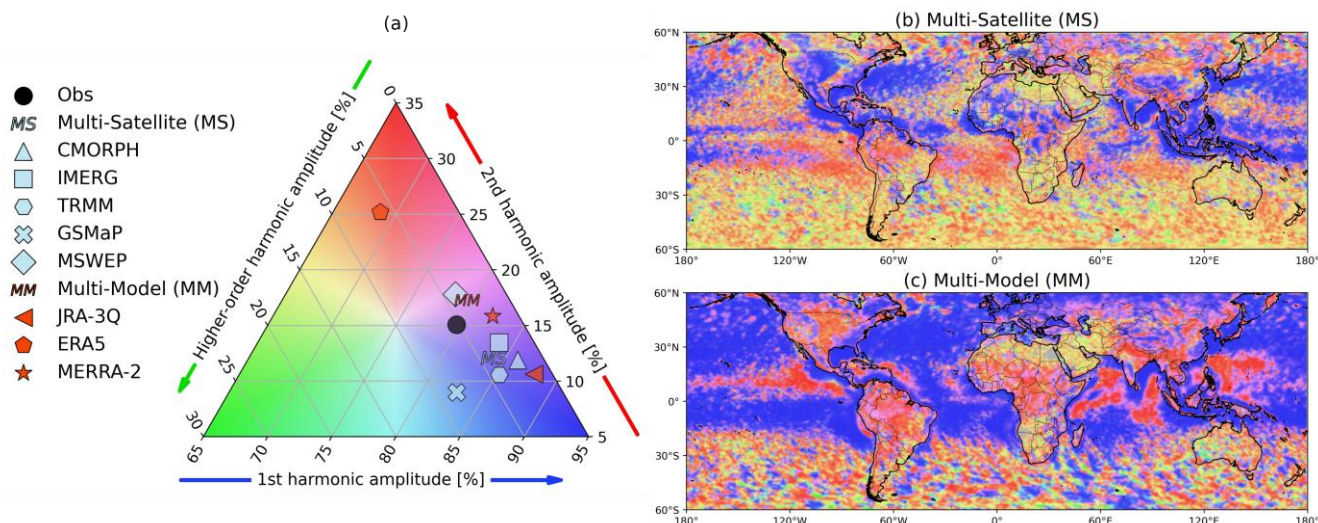 (a)
Obs
MS Multi-Satellite (MS)
CMORPH
IMERG
TRMM
GSMaP
MSWEP
MM Multi-Model (MM)
JRA-3Q
ERA5
MERRA-2
Higher-order harmonic amplitude [%]
0
5
10
15
20
25
30
2nd harmonic amplitude [%]
35
30
25
20
15
10
5
MM
MS
65
70
75
80
85
90
95
1st harmonic amplitude [%]
(b) Multi-Satellite (MS)
60°N
30°N
0°
30°S
60°S
180° 120°W 60°W 0° 60°E 120°E 180°
(c) Multi-Model (MM)
60°N
30°N
0°
30°S
60°S
180° 120°W 60°W 0° 60°E 120°E 180°